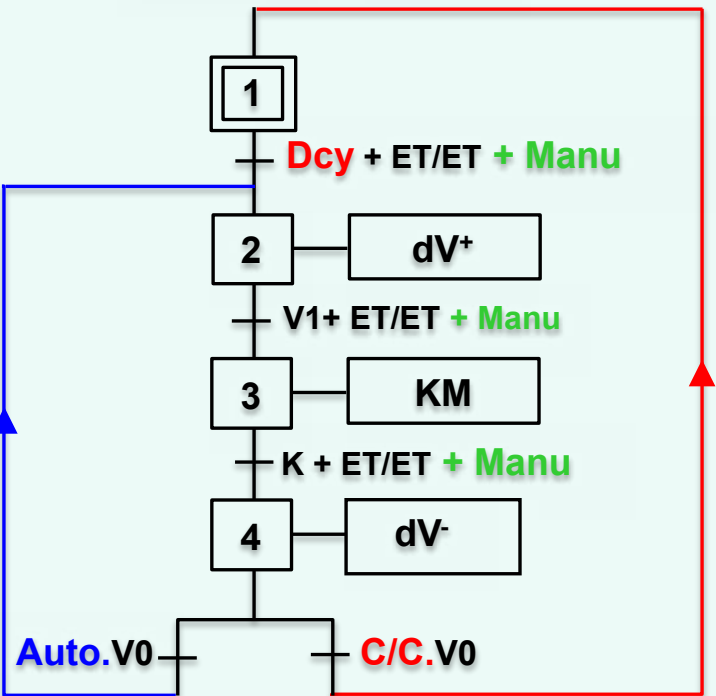 1
Dcy + ET/ET + Manu
2 dV+
V1+ ET/ET + Manu
3 KM
K + ET/ET + Manu
4 dV-
Auto.V0 C/C.V0